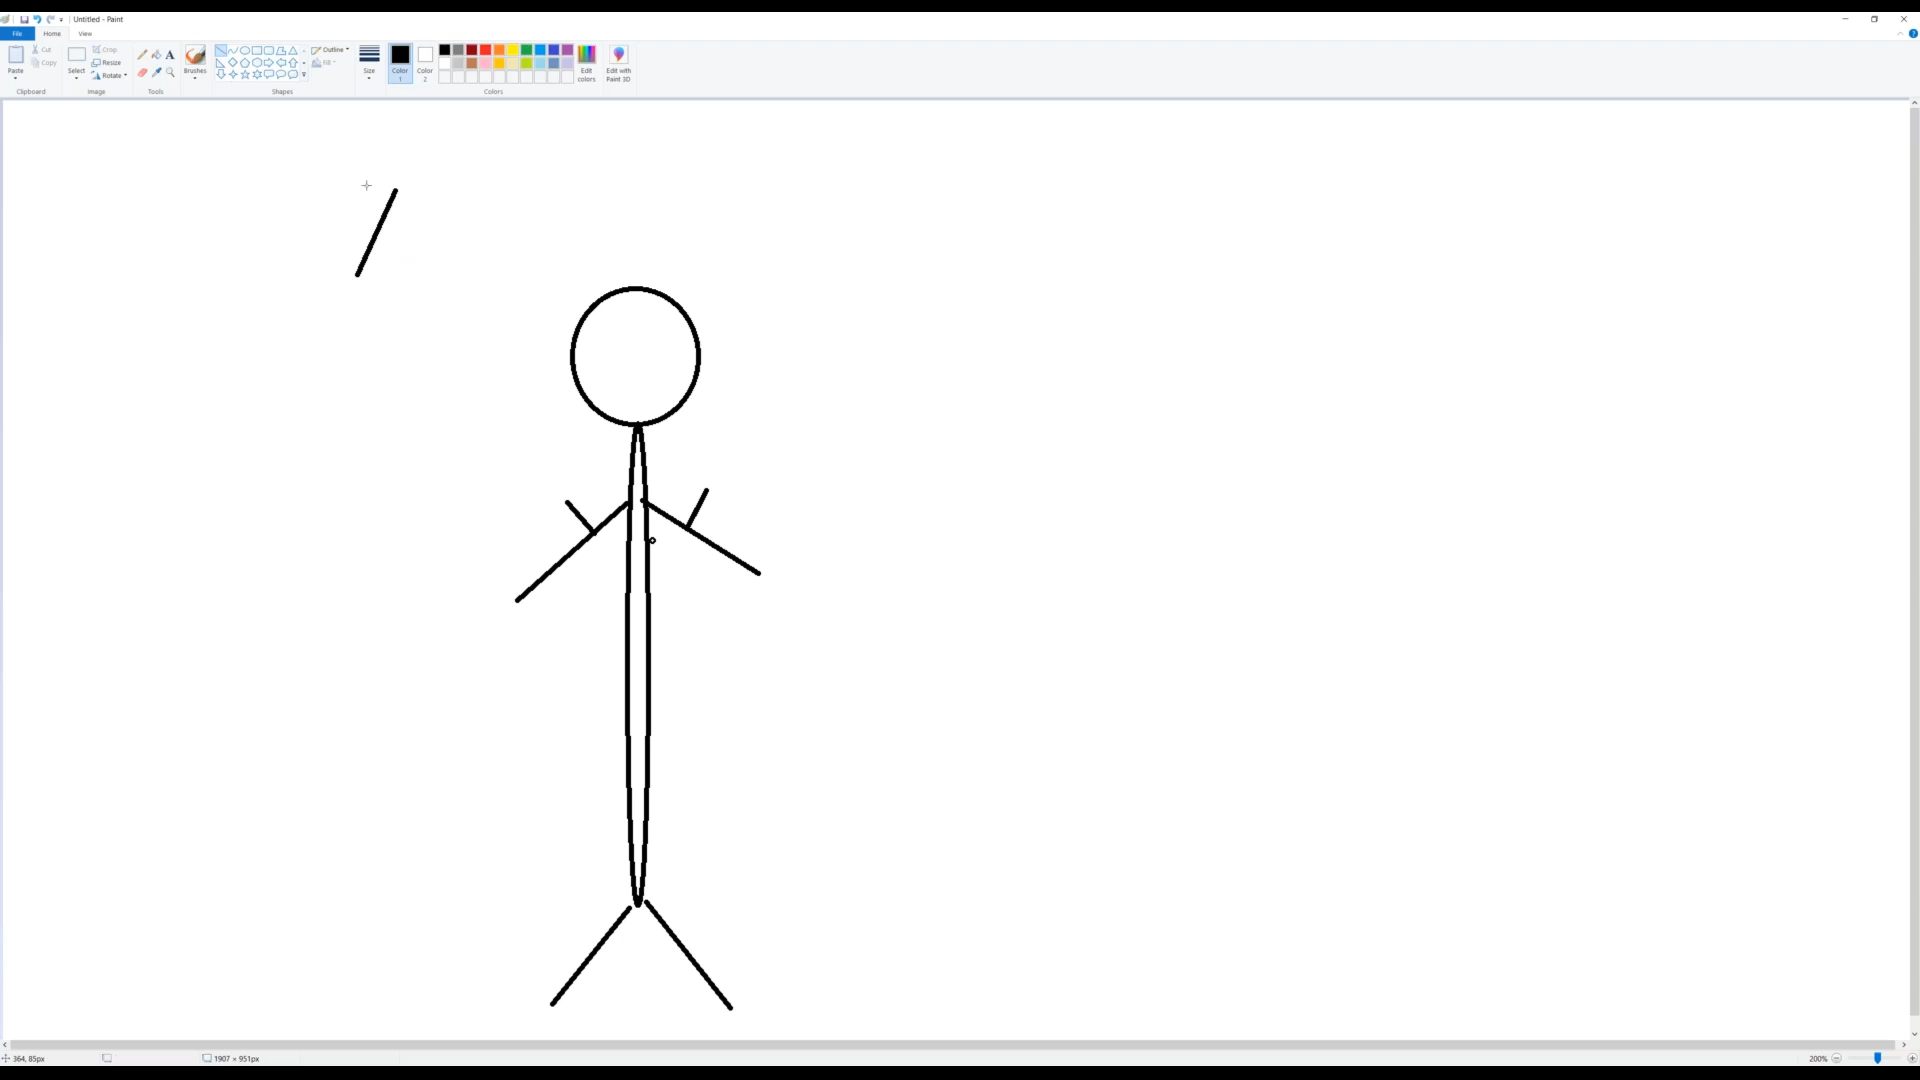 Untitled - Paint
File Home View
Paste
Cut
Copy
Clipboard
Select
Crop
Resize
Rotate
Image
Tools
Brushes
Outline
Fill
Shapes
Size
Color 1
Color 2
Edit colors
Colors
Edit with Paint 3D
364, 85px
1907 × 951px
200%